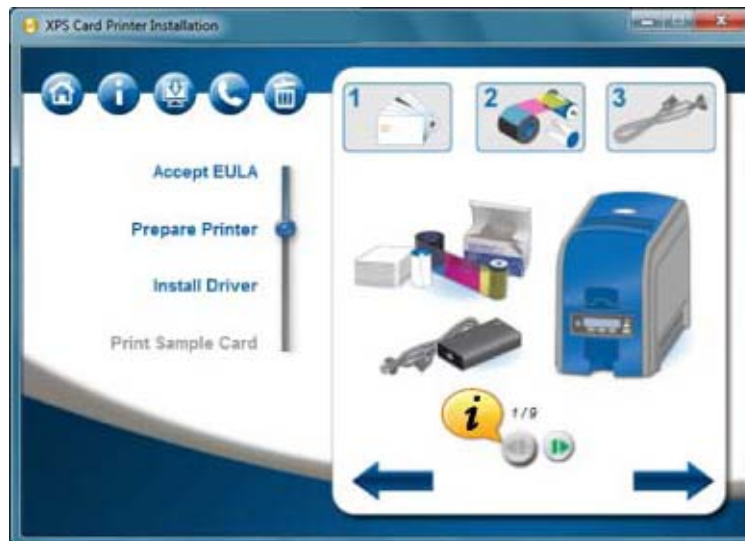 XPS Card Printer Installation
1
2
3
Accept EULA
Prepare Printer
Install Driver
Print Sample Card
i
1/9